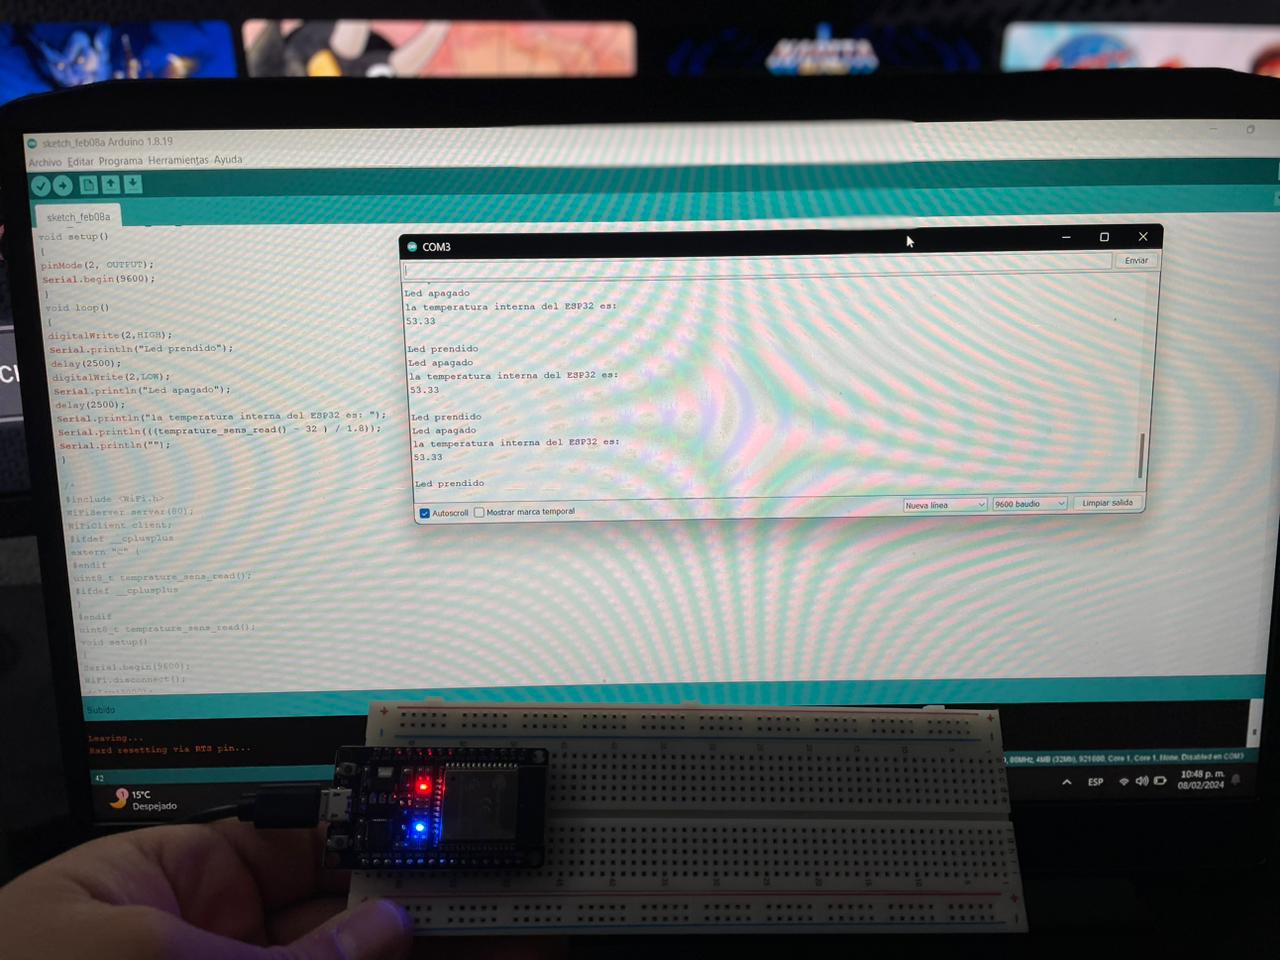 sketch_feb08a Arduino 1.8.19
Archivo Editar Programa Herramientas Ayuda
sketch_feb08a
void setup()
{
pinMode(2, OUTPUT);
Serial.begin(9600);
}
void loop()
{
digitalWrite(2,HIGH);
Serial.println("Led prendido");
delay(2500);
digitalWrite(2,LOW);
Serial.println("Led apagado");
delay(2500);
Serial.println("la temperatura interna del ESP32 es: ");
Serial.println(((temprature_sens_read() - 32 ) / 1.8));
Serial.println("");
}
/*
#include <WiFi.h>
WiFiServer server(80);
WiFiClient client;
#ifdef __cplusplus
extern "C" {
#endif
uint8_t temprature_sens_read();
#ifdef __cplusplus
}
#endif
uint8_t temprature_sens_read();
void setup()
{
Serial.begin(9600);
WiFi.disconnect();
COM3
Enviar
Led apagado
la temperatura interna del ESP32 es:
53.33
Led prendido
Led apagado
la temperatura interna del ESP32 es:
53.33
Led prendido
Led apagado
la temperatura interna del ESP32 es:
53.33
Led prendido
Autoscroll Mostrar marca temporal
Nueva línea
9600 baudio
Limpiar salida
Subido
Leaving...
Hard resetting via RTS pin...
42
80MHz, 4MB (32Mb), 921600, Core 1, Core 1, None, Disabled en COM3
1
15°C
Despejado
ESP
10:48 p. m.
08/02/2024